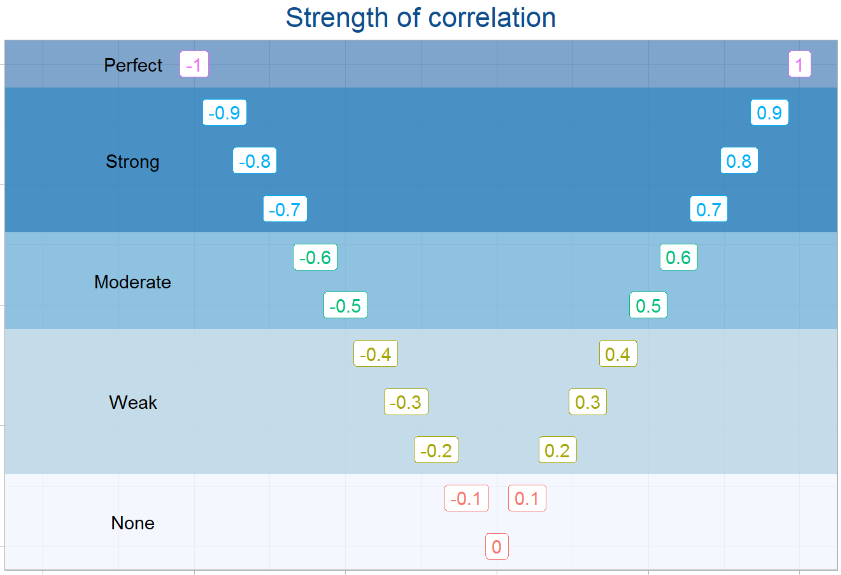 Strength of correlation
Perfect -1 1
-0.9 0.9
Strong -0.8 0.8
-0.7 0.7
-0.6 0.6
Moderate
-0.5 0.5
-0.4 0.4
Weak -0.3 0.3
-0.2 0.2
-0.1 0.1
None
0